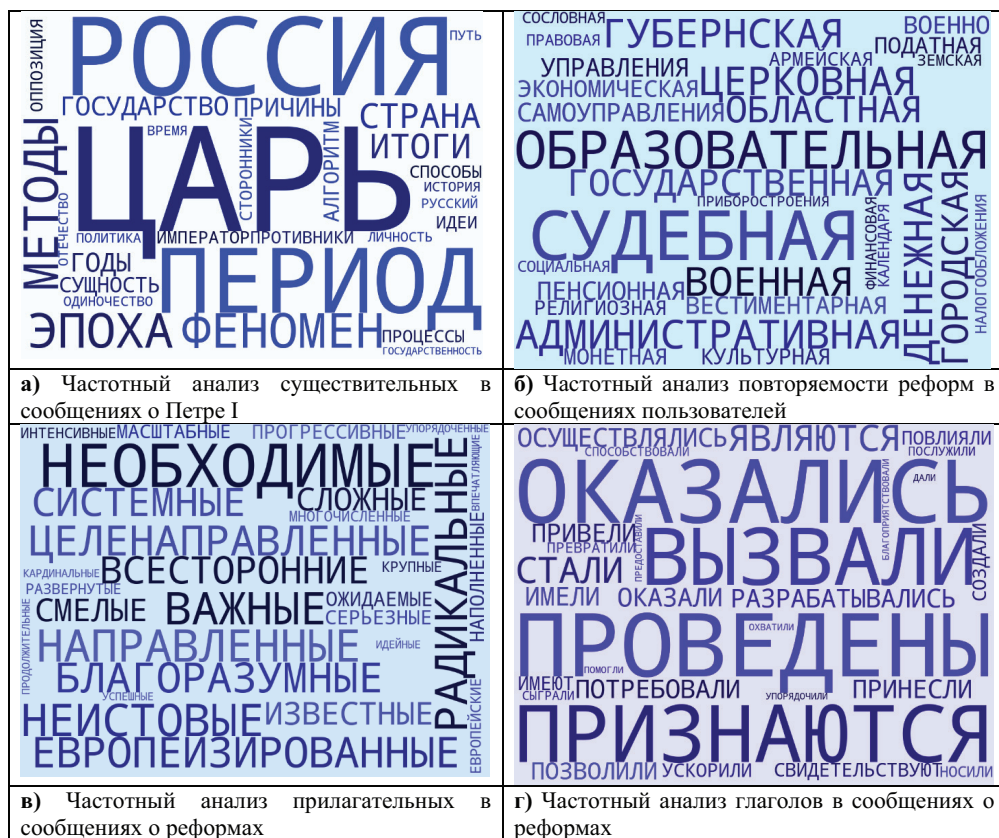 РОССИЯ
ПУТЬ
ОППОЗИЦИЯ
ГОСУДАРСТВО
ПРИЧИНЫ
СТРАНА
МЕТОДЫ
ВРЕМЯ
ЦАРЬ
СТОРОННИКИ
АЛГОРИТМ
ИТОГИ
СПОСОБЫ
ИСТОРИЯ
РУССКИЙ
ИДЕИ
ОТЕЧЕСТВО
ПОЛИТИКА
ИМПЕРАТОР
ПРОТИВНИКИ
ЛИЧНОСТЬ
ГОДЫ
СУЩНОСТЬ
ОДИНОЧЕСТВО
ПЕРИОД
ЭПОХА
ФЕНОМЕН
ПРОЦЕССЫ
ГОСУДАРСТВЕННОСТЬ
а) Частотный анализ существительных в
сообщениях о Петре I
СОСЛОВНАЯ
ПРАВОВАЯ
ГУБЕРНСКАЯ
ВОЕННО
ПОДАТНАЯ
ЗЕМСКАЯ
АРМЕЙСКАЯ
УПРАВЛЕНИЯ
ЭКОНОМИЧЕСКАЯ
ЦЕРКОВНАЯ
САМОУПРАВЛЕНИЯ
ОБЛАСТНАЯ
ОБРАЗОВАТЕЛЬНАЯ
ГОСУДАРСТВЕННАЯ
ПРИБОРОСТРОЕНИЯ
СУДЕБНАЯ
СОЦИАЛЬНАЯ
ПЕНСИОННАЯ
ВОЕННАЯ
ФИНАНСОВАЯ
КАЛЕНДАРЯ
ДЕНЕЖНАЯ
ГОРОДСКАЯ
НАЛОГООБЛОЖЕНИЯ
РЕЛИГИОЗНАЯ
ВЕСТИМЕНТАРНАЯ
АДМИНИСТРАТИВНАЯ
МОНЕТНАЯ
КУЛЬТУРНАЯ
б) Частотный анализ повторяемости реформ в
сообщениях пользователей
ИНТЕНСИВНЫЕ
МАСШТАБНЫЕ
ПРОГРЕССИВНЫЕ
УПОРЯДОЧЕННЫЕ
НЕОБХОДИМЫЕ
СИСТЕМНЫЕ
СЛОЖНЫЕ
МНОГОЧИСЛЕННЫЕ
ЦЕЛЕНАПРАВЛЕННЫЕ
КАРДИНАЛЬНЫЕ
ВСЕСТОРОННИЕ
КРУПНЫЕ
РАЗВЕРНУТЫЕ
СМЕЛЫЕ
ВАЖНЫЕ
ОЖИДАЕМЫЕ
СЕРЬЕЗНЫЕ
РАДИКАЛЬНЫЕ
НАПОЛНЕННЫЕ
ВПЕЧАТЛЯЮЩИЕ
ПРОДОЛЖИТЕЛЬНЫЕ
НАПРАВЛЕННЫЕ
ИДЕЙНЫЕ
БЛАГОРАЗУМНЫЕ
УСПЕШНЫЕ
НЕИСТОВЫЕ
ИЗВЕСТНЫЕ
ЕВРОПЕЙСКИЕ
ЕВРОПЕИЗИРОВАННЫЕ
в) Частотный анализ прилагательных в
сообщениях о реформах
ОСУЩЕСТВЛЯЛИСЬ
ЯВЛЯЮТСЯ
ПОВЛИЯЛИ
СПОСОБСТВОВАЛИ
ПОСЛУЖИЛИ
ОКАЗАЛИСЬ
БЛАГОПРИЯТСТВОВАЛИ
ДАЛИ
ПРИВЕЛИ
ПРЕВРАТИЛИ
ПРЕДОСТАВИЛИ
ВЫЗВАЛИ
СОЗДАЛИ
СТАЛИ
ИМЕЛИ
ОКАЗАЛИ
РАЗРАБАТЫВАЛИСЬ
ПРОВЕДЕНЫ
ОХВАТИЛИ
ПОМОГЛИ
ИМЕЮТ
СЫГРАЛИ
ПОТРЕБОВАЛИ
УПОРЯДОЧИЛИ
ПРИНЕСЛИ
ПРИЗНАЮТСЯ
ПОЗВОЛИЛИ
УСКОРИЛИ
СВИДЕТЕЛЬСТВУЮТ
НОСИЛИ
г) Частотный анализ глаголов в сообщениях о
реформах